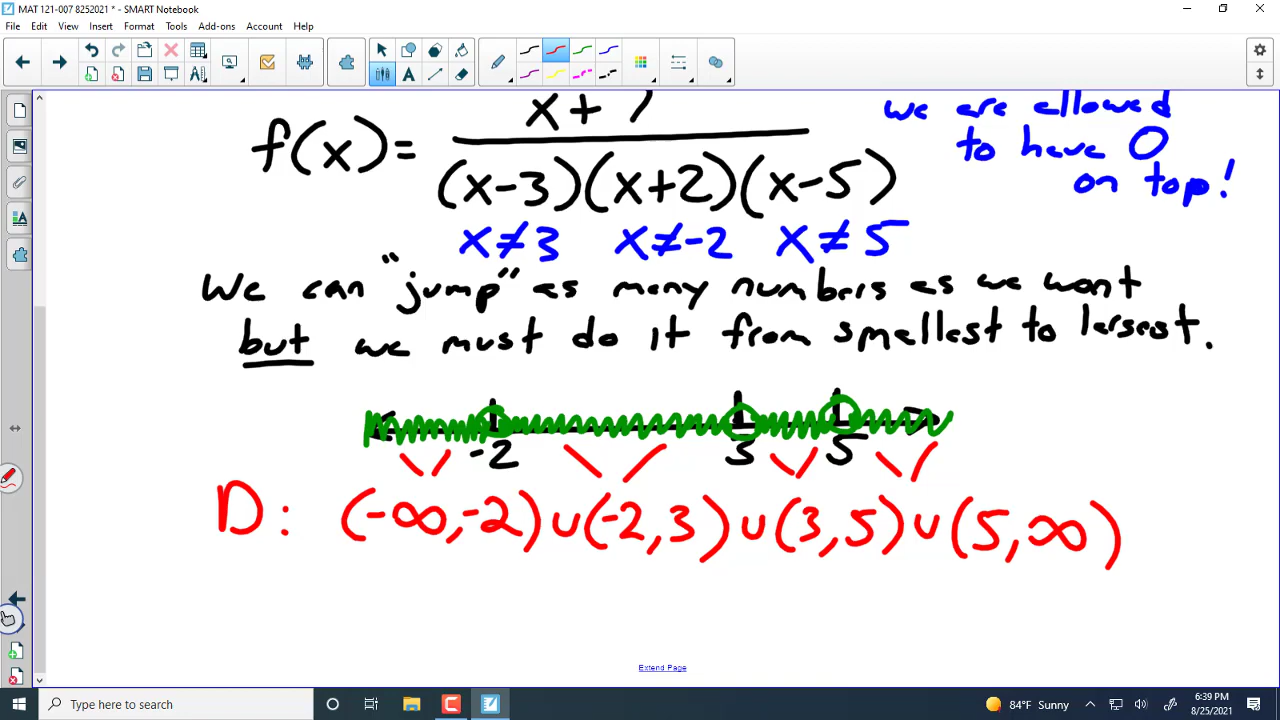 MAT 121-007 8252021 * - SMART Notebook
File Edit View Insert Format Tools Add-ons Account Help
we are allowed
to have 0
on top!
x+7
f(x)=
(x-3)(x+2)(x-5)
x≠3 x≠-2 x≠5
We can "jump" as many numbers as we want
but we must do it from smallest to largest.
-2 3 5
D: (-∞,-2)∪(-2,3)∪(3,5)∪(5,∞)
Extend Page
Type here to search
84°F Sunny
6:39 PM
8/25/2021